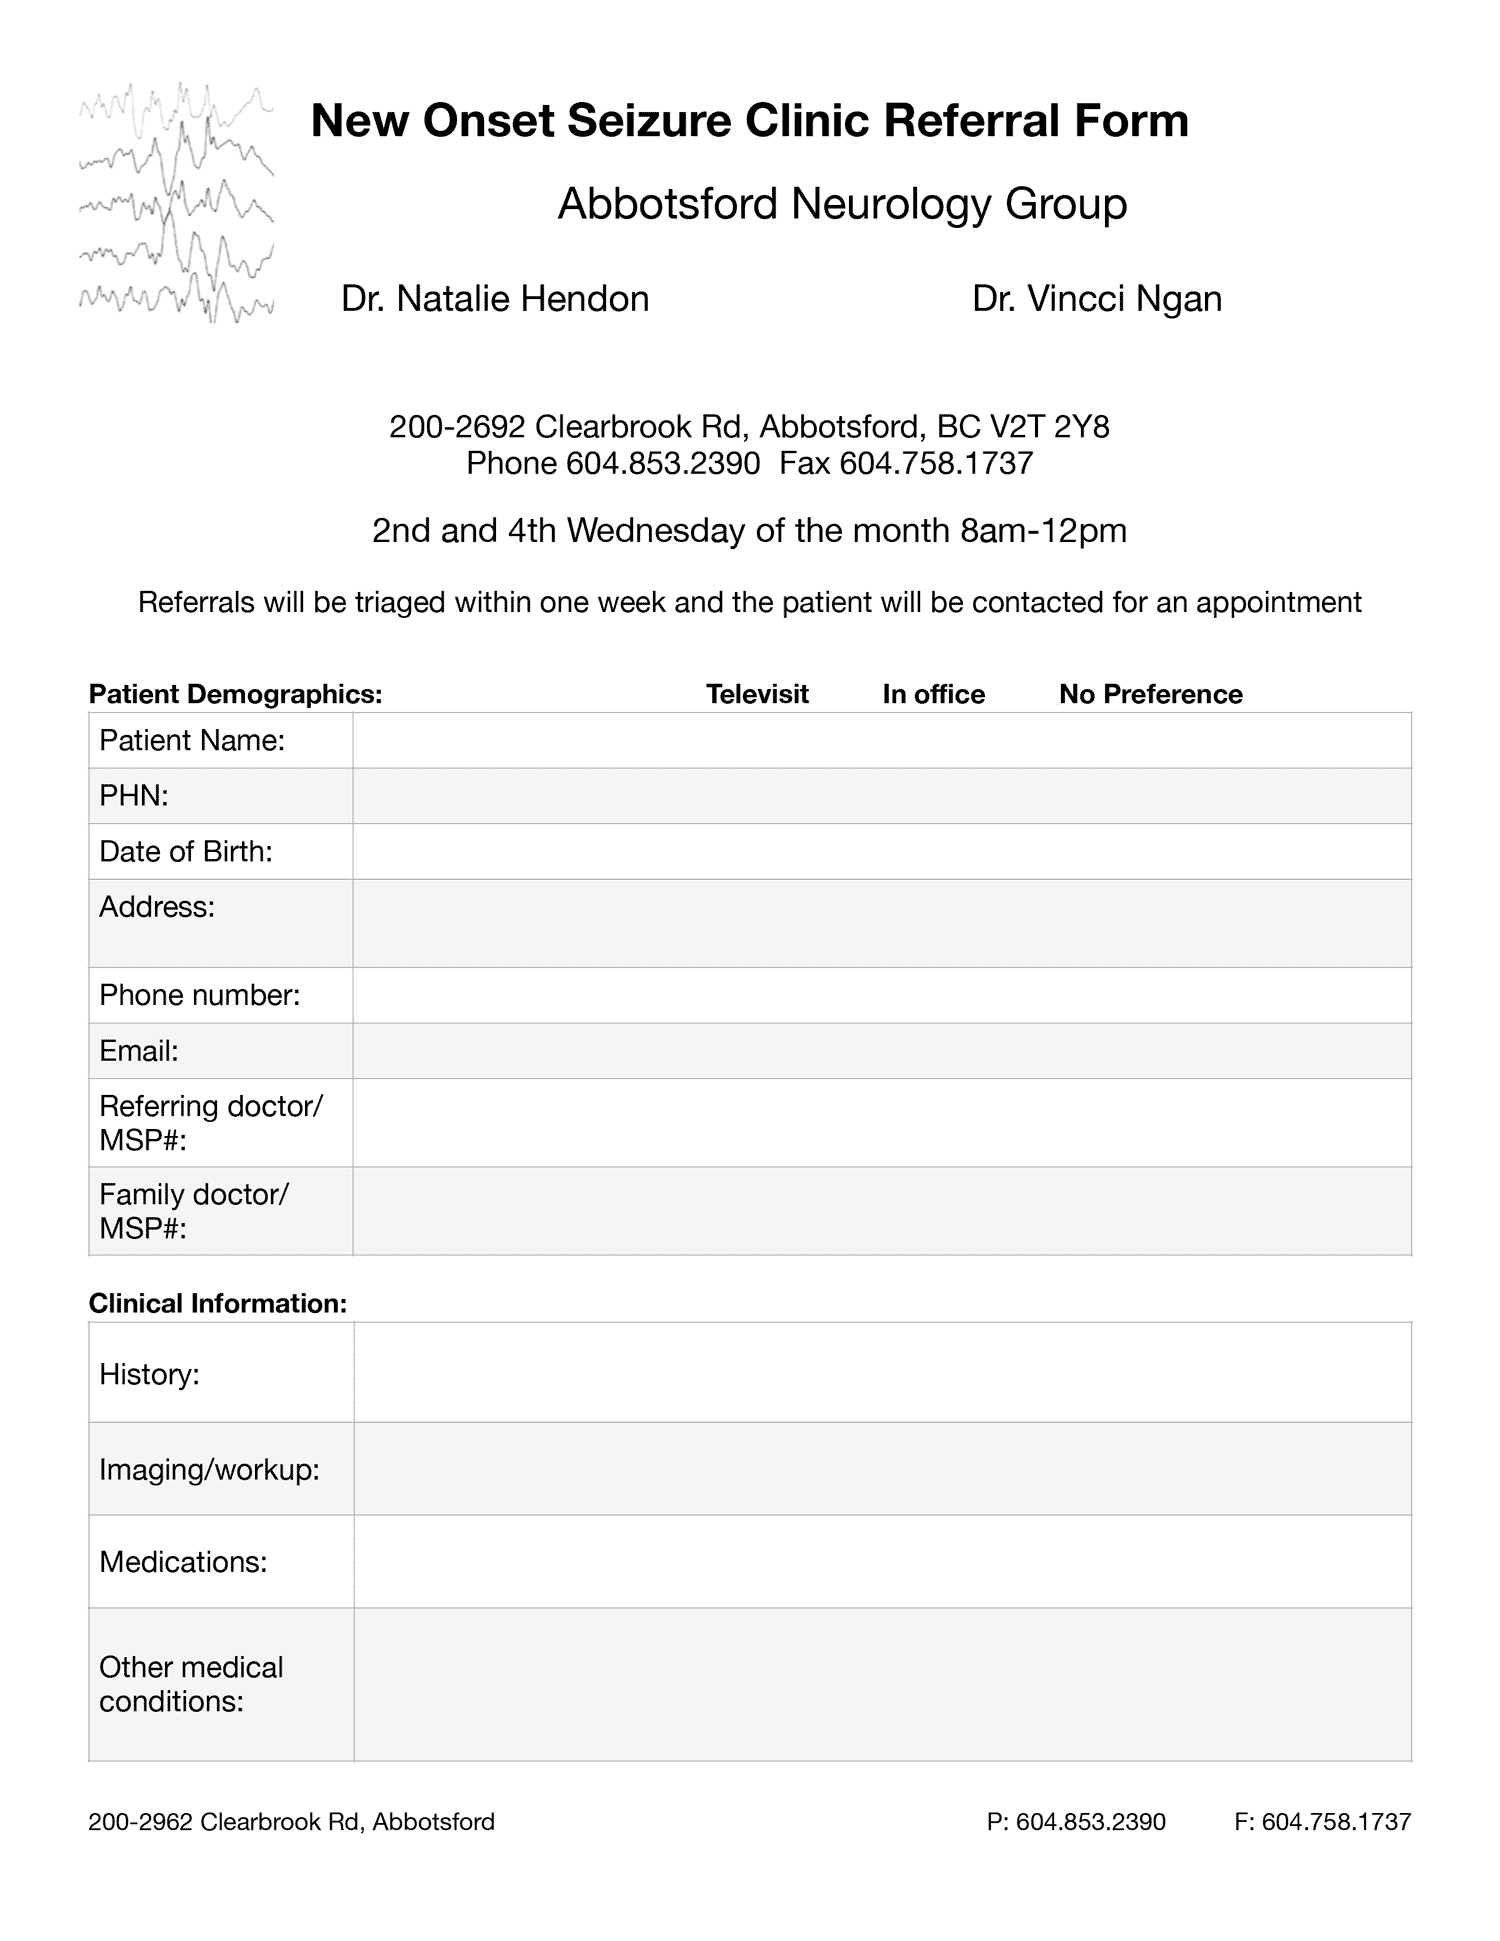 New Onset Seizure Clinic Referral Form
Abbotsford Neurology Group
Dr. Natalie Hendon Dr. Vincci Ngan
200-2692 Clearbrook Rd, Abbotsford, BC V2T 2Y8
Phone 604.853.2390 Fax 604.758.1737
2nd and 4th Wednesday of the month 8am-12pm
Referrals will be triaged within one week and the patient will be contacted for an appointment
Patient Demographics: Televisit In office No Preference
Patient Name:
PHN:
Date of Birth:
Address:
Phone number:
Email:
Referring doctor/
MSP#:
Family doctor/
MSP#:
Clinical Information:
History:
Imaging/workup:
Medications:
Other medical
conditions:
200-2962 Clearbrook Rd, Abbotsford P: 604.853.2390 F: 604.758.1737